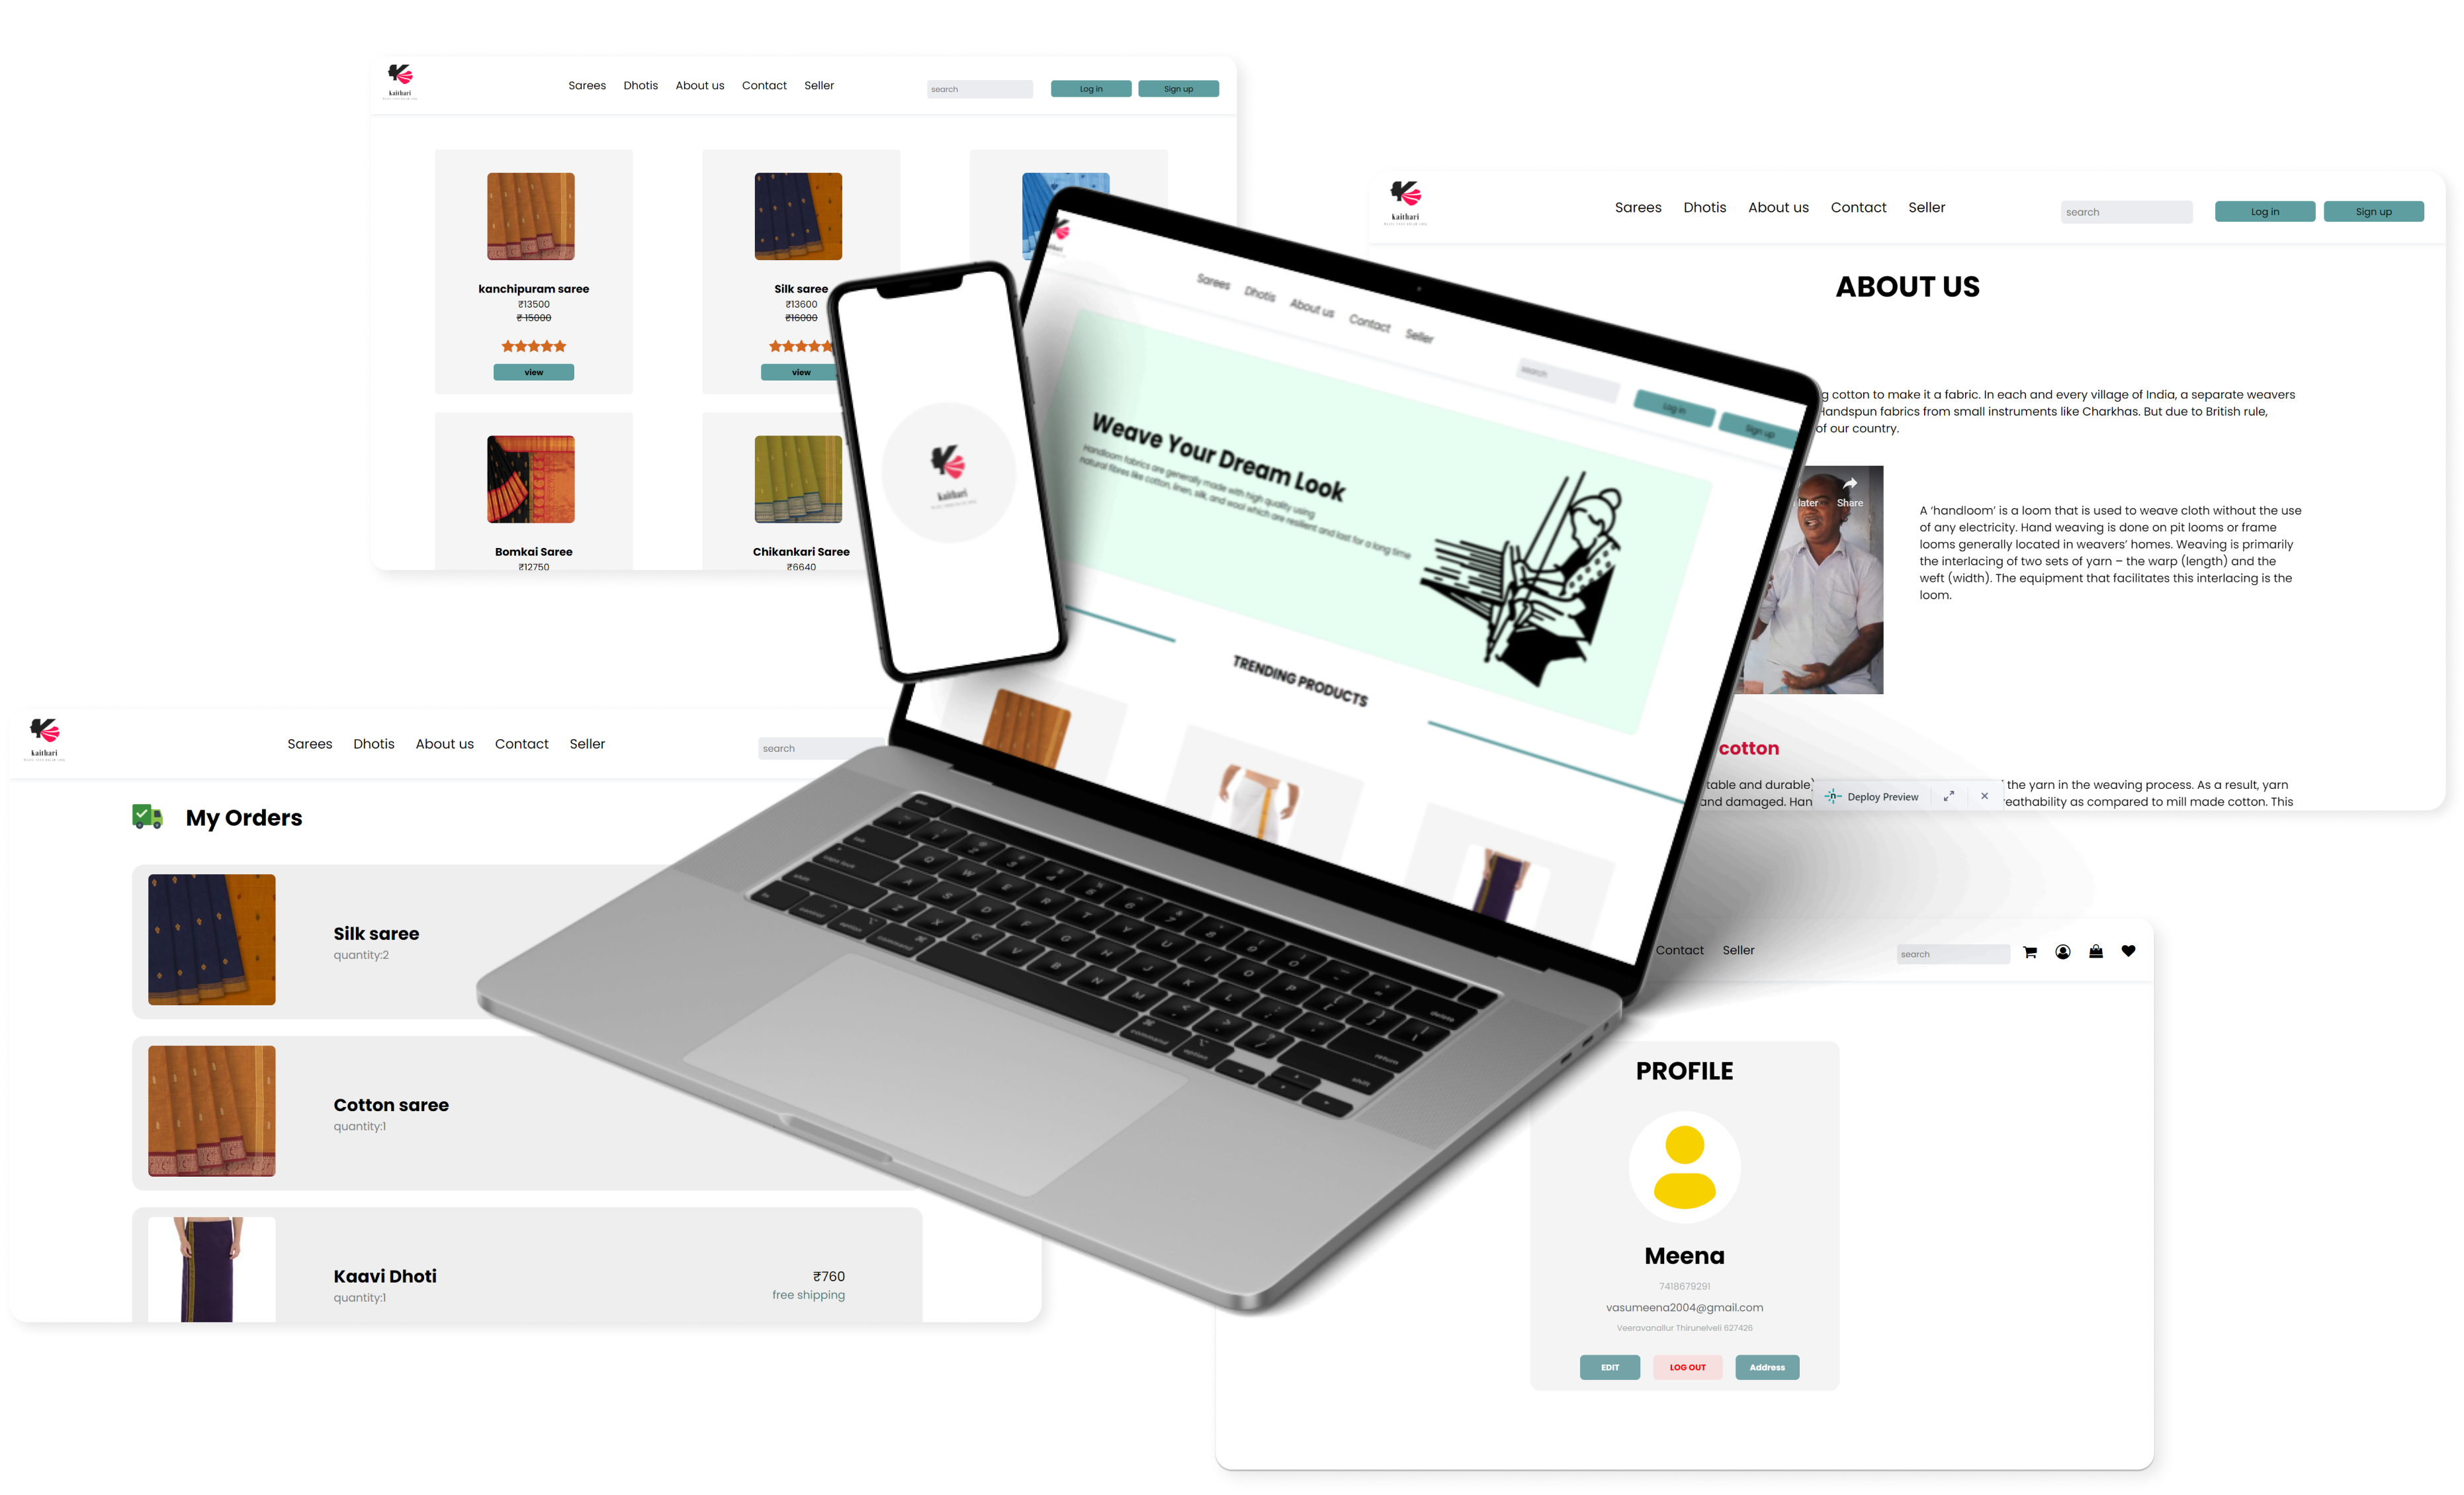 kaithari
Sarees Dhotis About us Contact Seller
search
Log in
Sign up
kanchipuram saree
₹13500
₹ 15000
view
Silk saree
₹13600
₹16000
view
Bomkai Saree
₹12750
Chikankari Saree
₹6640
kaithari
Sarees Dhotis About us Contact Seller
search
Log in
Sign up
ABOUT US
g cotton to make it a fabric. In each and every village of India, a separate weavers
Handspun fabrics from small instruments like Charkhas. But due to British rule,
of our country.
later Share
A ‘handloom’ is a loom that is used to weave cloth without the use
of any electricity. Hand weaving is done on pit looms or frame
looms generally located in weavers’ homes. Weaving is primarily
the interlacing of two sets of yarn – the warp (length) and the
weft (width). The equipment that facilitates this interlacing is the
loom.
cotton
table and durable) the yarn in the weaving process. As a result, yarn
and damaged. Han reathability as compared to mill made cotton. This
Deploy Preview
Sarees Dhotis About us Contact Seller
search
Log in
Sign up
Weave Your Dream Look
Handloom fabrics are generally made with high quality using
natural fibres like cotton, linen, silk, and wool which are resilient and last for a long time
TRENDING PRODUCTS
kaithari
kaithari
Sarees Dhotis About us Contact Seller
search
My Orders
Silk saree
quantity:2
Cotton saree
quantity:1
Kaavi Dhoti
quantity:1
₹760
free shipping
Contact Seller
search
PROFILE
Meena
7418679291
vasumeena2004@gmail.com
Veeravanallur Thirunelveli 627426
EDIT
LOG OUT
Address